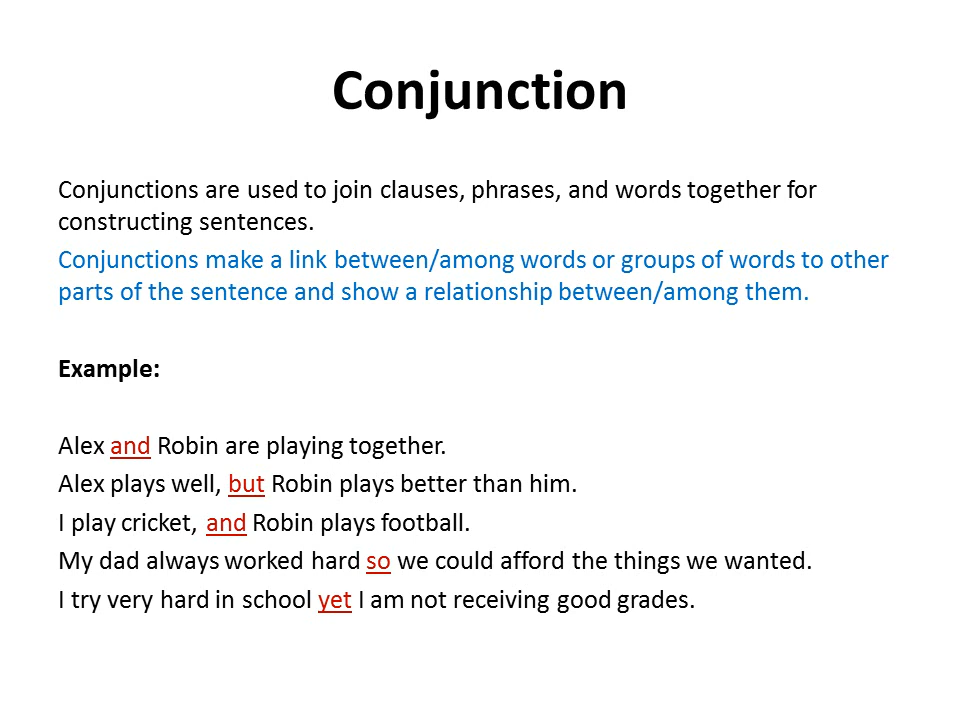 Conjunction
Conjunctions are used to join clauses, phrases, and words together for
constructing sentences.
Conjunctions make a link between/among words or groups of words to other
parts of the sentence and show a relationship between/among them.
Example:
Alex and Robin are playing together.
Alex plays well, but Robin plays better than him.
I play cricket, and Robin plays football.
My dad always worked hard so we could afford the things we wanted.
I try very hard in school yet I am not receiving good grades.